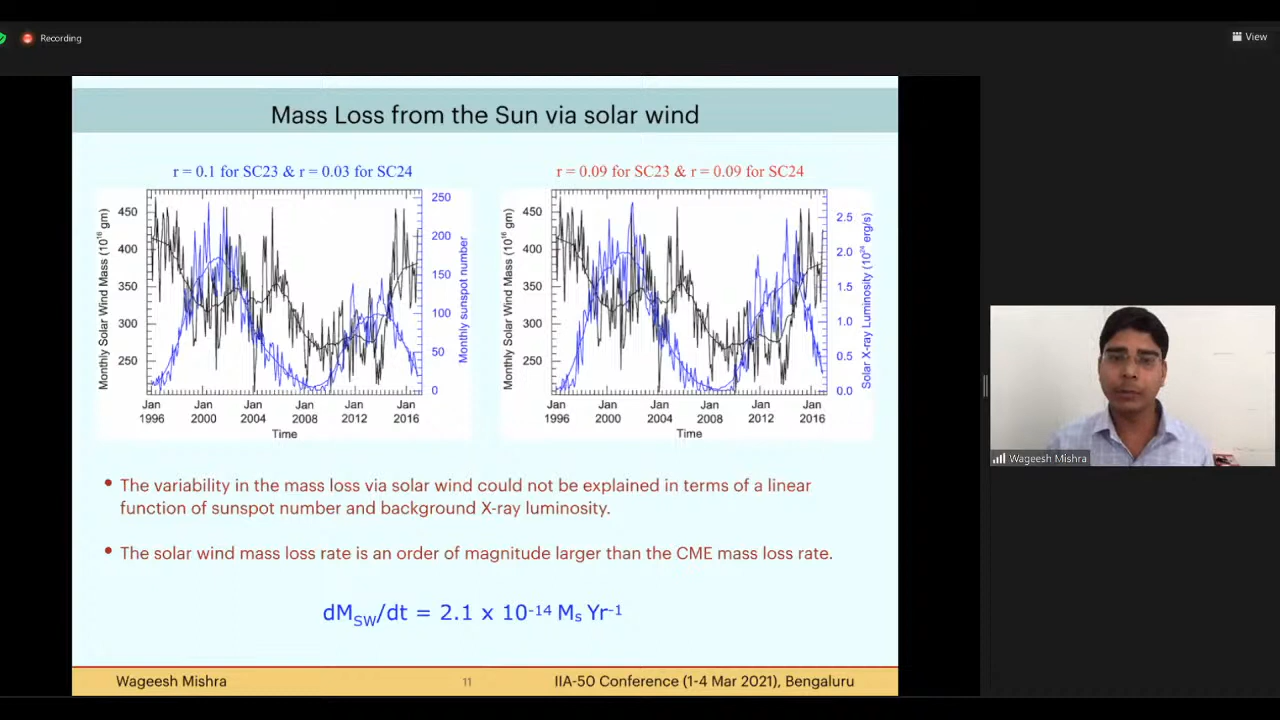 Recording
View
Mass Loss from the Sun via solar wind
r = 0.1 for SC23 & r = 0.03 for SC24
r = 0.09 for SC23 & r = 0.09 for SC24
Monthly Solar Wind Mass (10¹⁶ gm)
450
400
350
300
250
250
200
150
100
50
0
Monthly sunspot number
Jan Jan Jan Jan Jan Jan
1996 2000 2004 2008 2012 2016
Time
Monthly Solar Wind Mass (10¹⁶ gm)
450
400
350
300
250
2.5
2.0
1.5
1.0
0.5
0.0
Solar X-ray Luminosity (10²⁴ erg/s)
Jan Jan Jan Jan Jan Jan
1996 2000 2004 2008 2012 2016
Time
• The variability in the mass loss via solar wind could not be explained in terms of a linear
function of sunspot number and background X-ray luminosity.
• The solar wind mass loss rate is an order of magnitude larger than the CME mass loss rate.
dM_SW/dt = 2.1 x 10⁻¹⁴ Mₛ Yr⁻¹
Wageesh Mishra
11
IIA-50 Conference (1-4 Mar 2021), Bengaluru
Wageesh Mishra